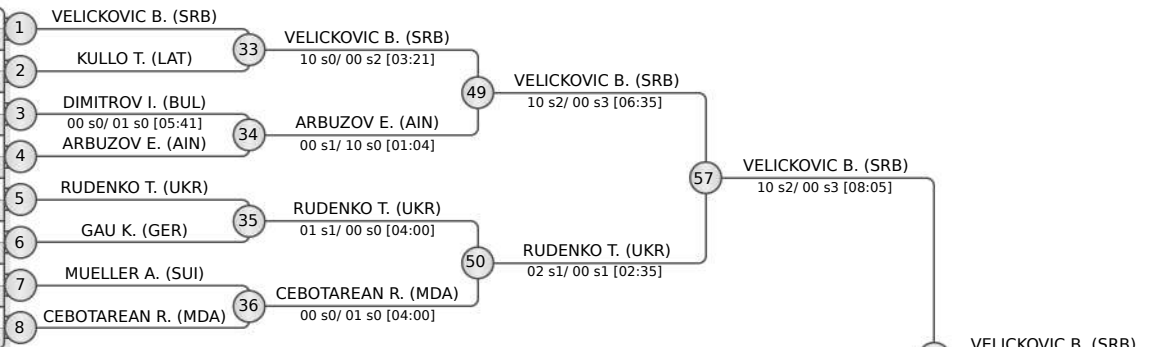 1
VELICKOVIC B. (SRB)
2
KULLO T. (LAT)
3
DIMITROV I. (BUL)
00 s0/ 01 s0 [05:41]
4
ARBUZOV E. (AIN)
5
RUDENKO T. (UKR)
6
GAU K. (GER)
7
MUELLER A. (SUI)
8
CEBOTAREAN R. (MDA)
33
VELICKOVIC B. (SRB)
10 s0/ 00 s2 [03:21]
34
ARBUZOV E. (AIN)
00 s1/ 10 s0 [01:04]
35
RUDENKO T. (UKR)
01 s1/ 00 s0 [04:00]
36
CEBOTAREAN R. (MDA)
00 s0/ 01 s0 [04:00]
49
VELICKOVIC B. (SRB)
10 s2/ 00 s3 [06:35]
50
RUDENKO T. (UKR)
02 s1/ 00 s1 [02:35]
57
VELICKOVIC B. (SRB)
10 s2/ 00 s3 [08:05]
VELICKOVIC B. (SRB)